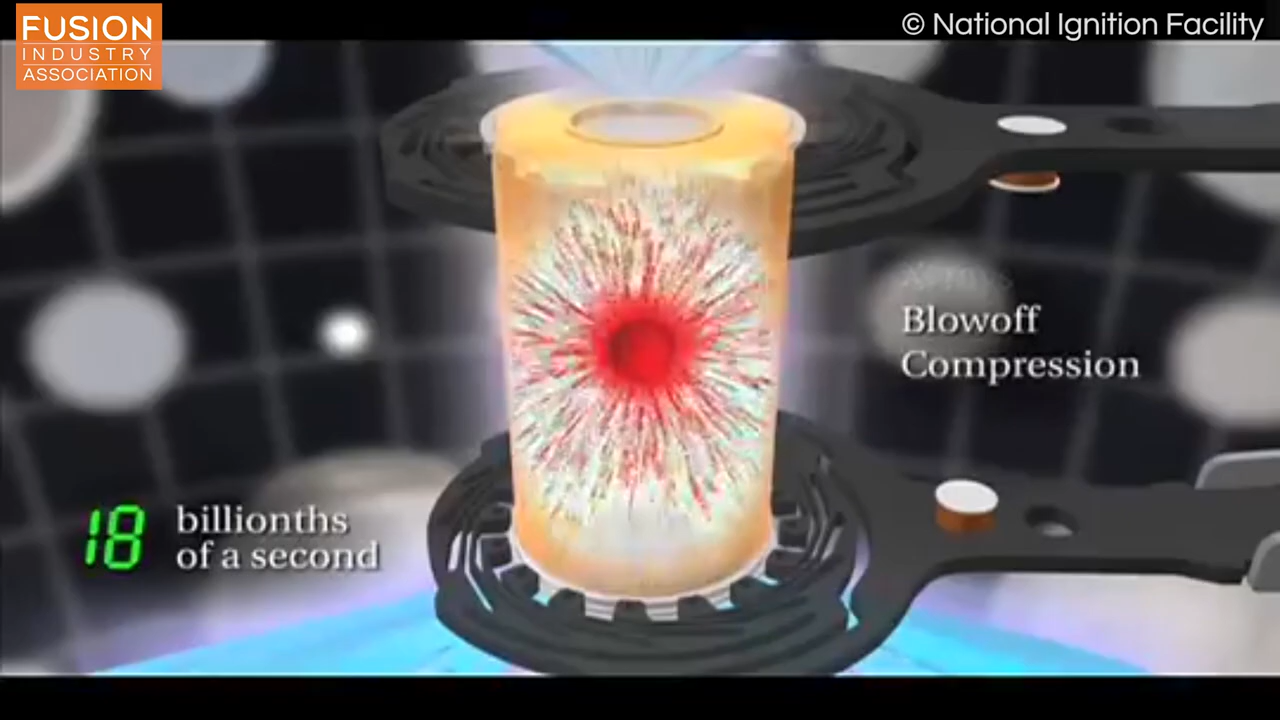 FUSION
INDUSTRY
ASSOCIATION
© National Ignition Facility
Blowoff
Compression
18 billionths
of a second